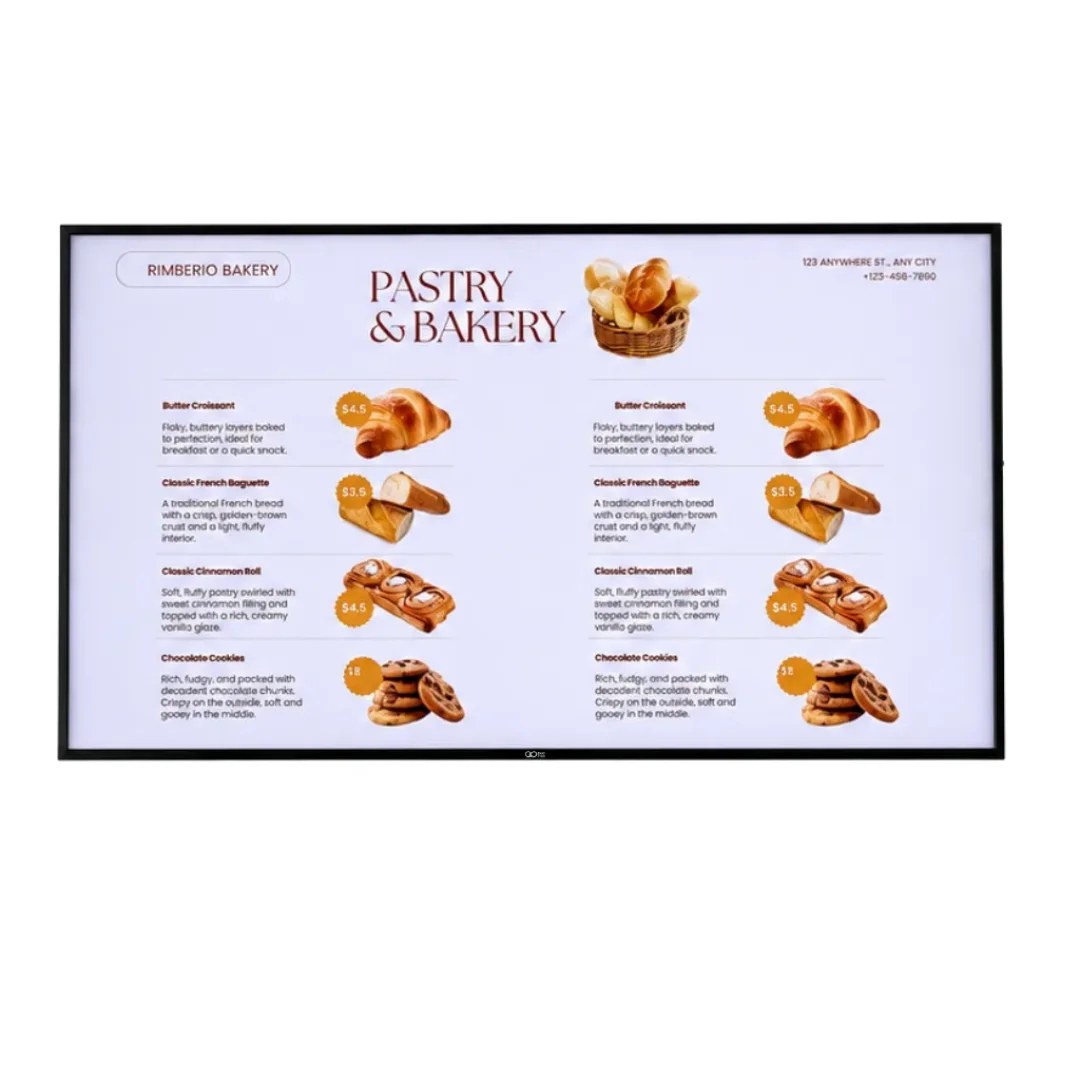 RIMBERIO BAKERY
PASTRY
& BAKERY
123 ANYWHERE ST., ANY CITY
+123-456-7890
Butter Croissant
$4.5
Flaky, buttery layers baked
to perfection, ideal for
breakfast or a quick snack.
Classic French Baguette
$3.5
A traditional French bread
with a crisp, golden-brown
crust and a light, fluffy
interior.
Classic Cinnamon Roll
$4.5
Soft, fluffy pastry swirled with
sweet cinnamon filling and
topped with a rich, creamy
vanilla glaze.
Chocolate Cookies
$8
Rich, fudgy, and packed with
decadent chocolate chunks.
Crispy on the outside, soft and
gooey in the middle.
Butter Croissant
$4.5
Flaky, buttery layers baked
to perfection, ideal for
breakfast or a quick snack.
Classic French Baguette
$3.5
A traditional French bread
with a crisp, golden-brown
crust and a light, fluffy
interior.
Classic Cinnamon Roll
$4.5
Soft, fluffy pastry swirled with
sweet cinnamon filling and
topped with a rich, creamy
vanilla glaze.
Chocolate Cookies
$8
Rich, fudgy, and packed with
decadent chocolate chunks.
Crispy on the outside, soft and
gooey in the middle.